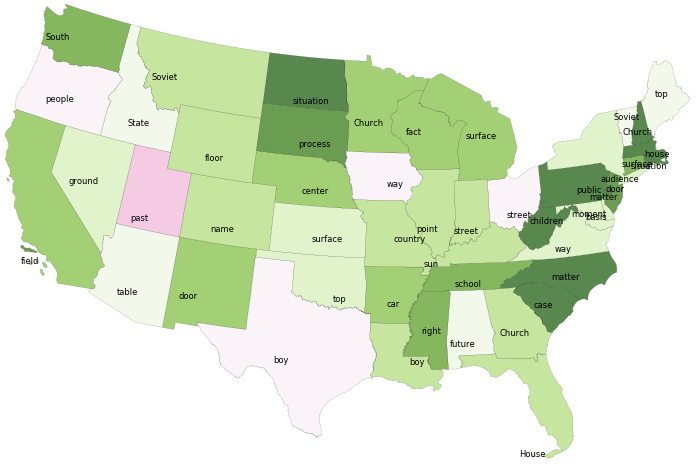 South
people
Soviet
State
situation
process
Church
fact
surface
top
Soviet
Church
house
surface
situation
floor
center
way
audience
public
door
matter
ground
past
name
surface
country
point
street
street
children
moment
basis
way
field
table
door
top
sun
school
car
matter
case
right
future
Church
boy
boy
House